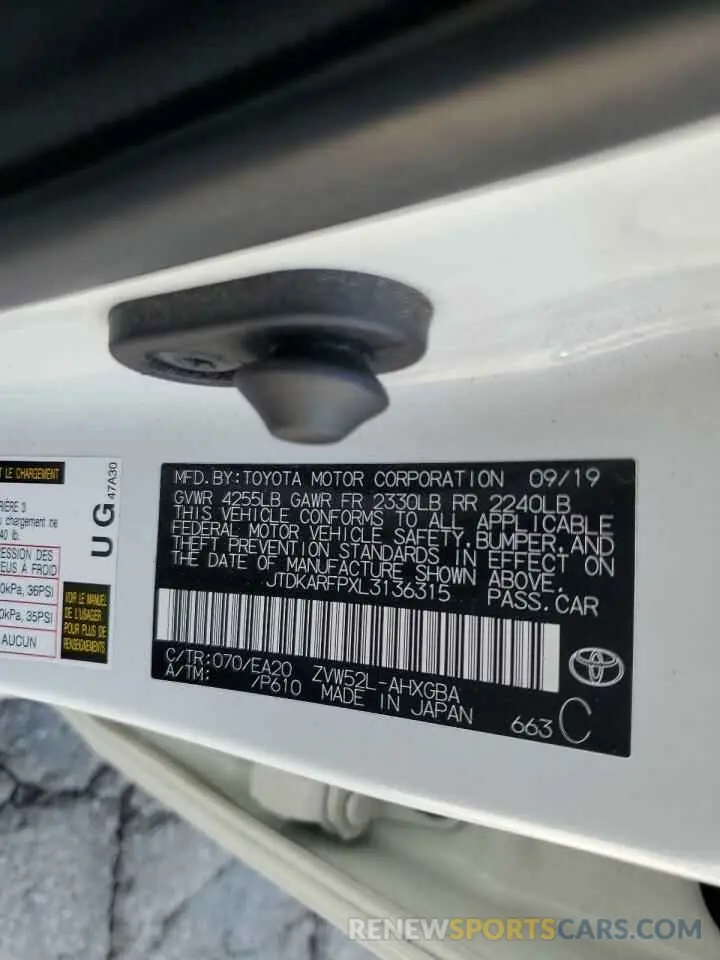 T LE CHARGEMENT
RIÈRE 3
u chargement ne
40 lb.
RESSION DES
EUS À FROID
0kPa, 36PSI
0kPa, 35PSI
AUCUN
UG 47A30
VOIR LE MANUEL
DE L'USAGER
POUR PLUS DE
RENSEIGNEMENTS
MFD.BY:TOYOTA MOTOR CORPORATION 09/19
GVWR 4255LB GAWR FR 2330LB RR 2240LB
THIS VEHICLE CONFORMS TO ALL APPLICABLE
FEDERAL MOTOR VEHICLE SAFETY,BUMPER,AND
THEFT PREVENTION STANDARDS IN EFFECT ON
THE DATE OF MANUFACTURE SHOWN ABOVE.
JTDKARFPXL3136315 PASS.CAR
C/TR:070/EA20 ZVW52L-AHXGBA
A/TM: /P610 MADE IN JAPAN
663 C
RENEWSPORTSCARS.COM